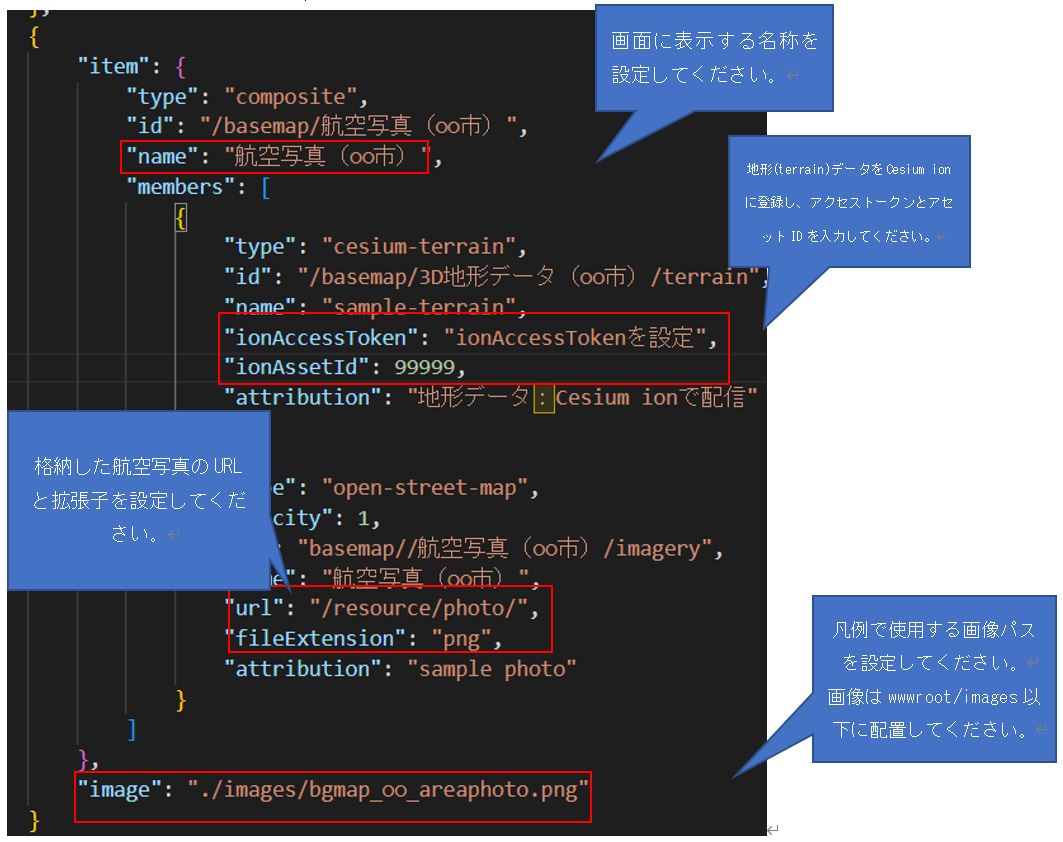 },
{
"item": {
"type": "composite",
"id": "/basemap/航空写真（oo市）",
"name": "航空写真（oo市）",
"members": [
{
"type": "cesium-terrain",
"id": "/basemap/3D地形データ（oo市）/terrain",
"name": "sample-terrain",
"ionAccessToken": "ionAccessTokenを設定",
"ionAssetId": 99999,
"attribution": "地形データ：Cesium ionで配信"
e": "open-street-map",
city": 1,
"basemap//航空写真（oo市）/imagery",
e": "航空写真（oo市）",
"url": "/resource/photo/",
"fileExtension": "png",
"attribution": "sample photo"
}
]
},
"image": "./images/bgmap_oo_areaphoto.png"
}
画面に表示する名称を
設定してください。↵
地形(terrain)データをCesium ion
に登録し、アクセストークンとアセ
ットIDを入力してください。↵
格納した航空写真のURL
と拡張子を設定してくだ
さい。↵
凡例で使用する画像パス
を設定してください。↵
画像はwwwroot/images以
下に配置してください。↵
↵